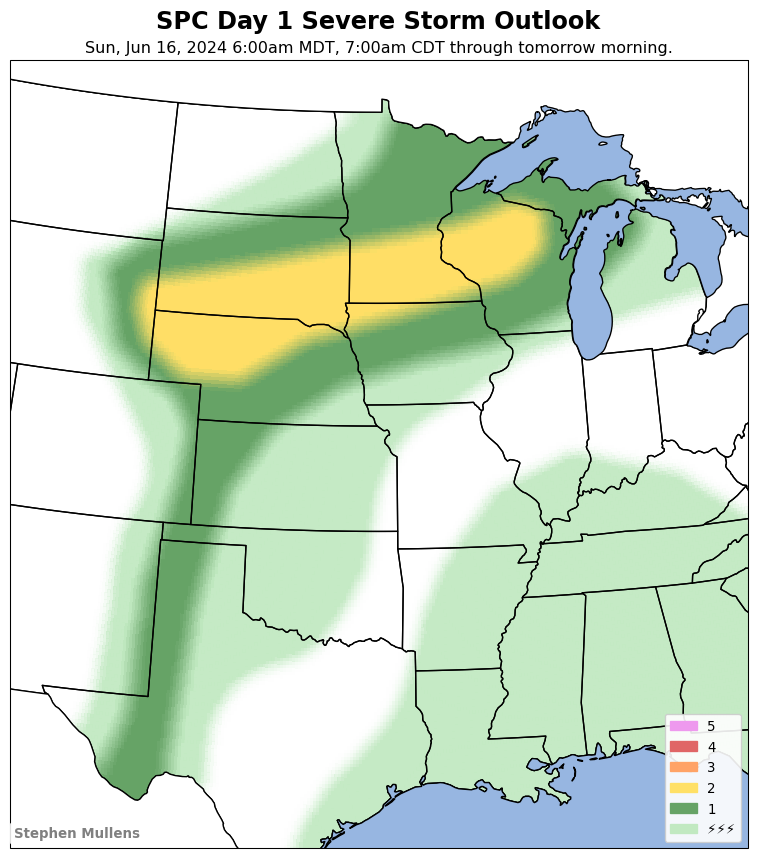 SPC Day 1 Severe Storm Outlook
Sun, Jun 16, 2024 6:00am MDT, 7:00am CDT through tomorrow morning.
5
4
3
2
1
⚡⚡⚡
Stephen Mullens